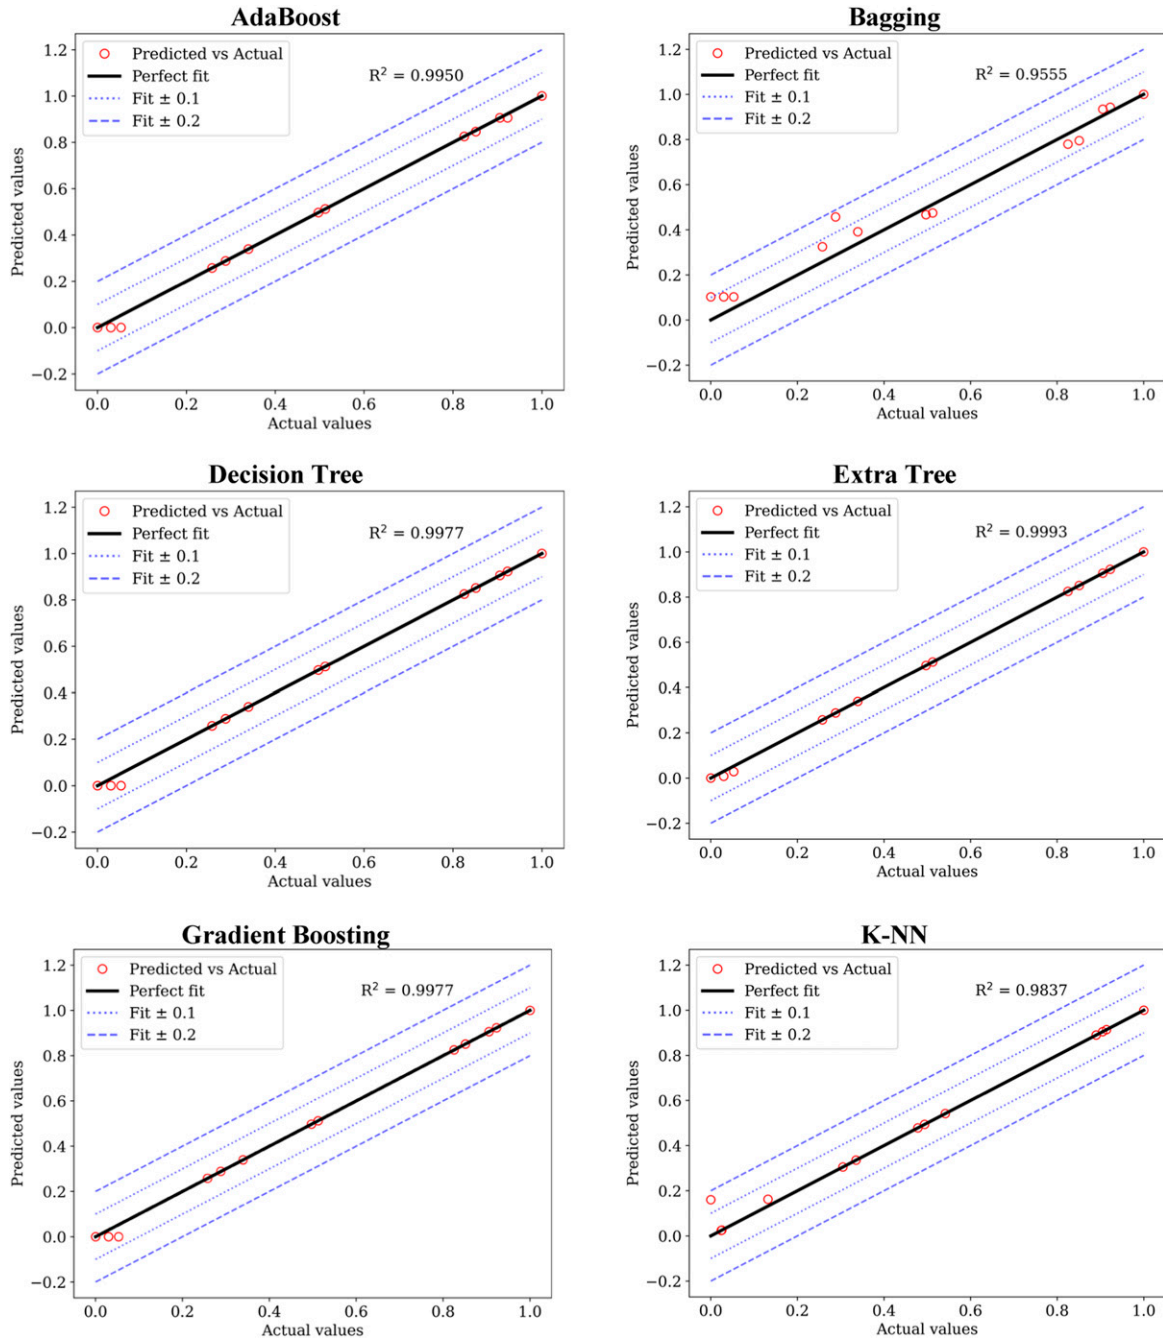 AdaBoost
Predicted vs Actual
Perfect fit
Fit ± 0.1
Fit ± 0.2
R² = 0.9950
1.2
1.0
0.8
0.6
0.4
0.2
0.0
−0.2
Predicted values
0.0 0.2 0.4 0.6 0.8 1.0
Actual values
Bagging
Predicted vs Actual
Perfect fit
Fit ± 0.1
Fit ± 0.2
R² = 0.9555
1.2
1.0
0.8
0.6
0.4
0.2
0.0
−0.2
Predicted values
0.0 0.2 0.4 0.6 0.8 1.0
Actual values
Decision Tree
Predicted vs Actual
Perfect fit
Fit ± 0.1
Fit ± 0.2
R² = 0.9977
1.2
1.0
0.8
0.6
0.4
0.2
0.0
−0.2
Predicted values
0.0 0.2 0.4 0.6 0.8 1.0
Actual values
Extra Tree
Predicted vs Actual
Perfect fit
Fit ± 0.1
Fit ± 0.2
R² = 0.9993
1.2
1.0
0.8
0.6
0.4
0.2
0.0
−0.2
Predicted values
0.0 0.2 0.4 0.6 0.8 1.0
Actual values
Gradient Boosting
Predicted vs Actual
Perfect fit
Fit ± 0.1
Fit ± 0.2
R² = 0.9977
1.2
1.0
0.8
0.6
0.4
0.2
0.0
−0.2
Predicted values
0.0 0.2 0.4 0.6 0.8 1.0
Actual values
K-NN
Predicted vs Actual
Perfect fit
Fit ± 0.1
Fit ± 0.2
R² = 0.9837
1.2
1.0
0.8
0.6
0.4
0.2
0.0
−0.2
Predicted values
0.0 0.2 0.4 0.6 0.8 1.0
Actual values